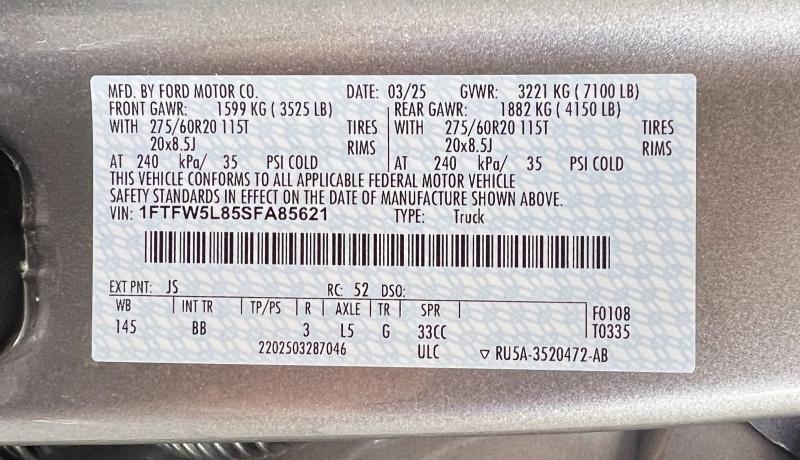 MFD. BY FORD MOTOR CO. DATE: 03/25 GVWR: 3221 KG ( 7100 LB)
FRONT GAWR: 1599 KG ( 3525 LB) REAR GAWR: 1882 KG ( 4150 LB)
WITH 275/60R20 115T TIRES WITH 275/60R20 115T TIRES
20x8.5J RIMS 20x8.5J RIMS
AT 240 kPa/ 35 PSI COLD AT 240 kPa/ 35 PSI COLD
THIS VEHICLE CONFORMS TO ALL APPLICABLE FEDERAL MOTOR VEHICLE
SAFETY STANDARDS IN EFFECT ON THE DATE OF MANUFACTURE SHOWN ABOVE.
VIN: 1FTFW5L85SFA85621 TYPE: Truck
EXT PNT: JS RC: 52 DSO:
WB INT TR TP/PS R AXLE TR SPR F0108
145 BB 3 L5 G 33CC T0335
2202503287046 ULC ▽ RU5A-3520472-AB